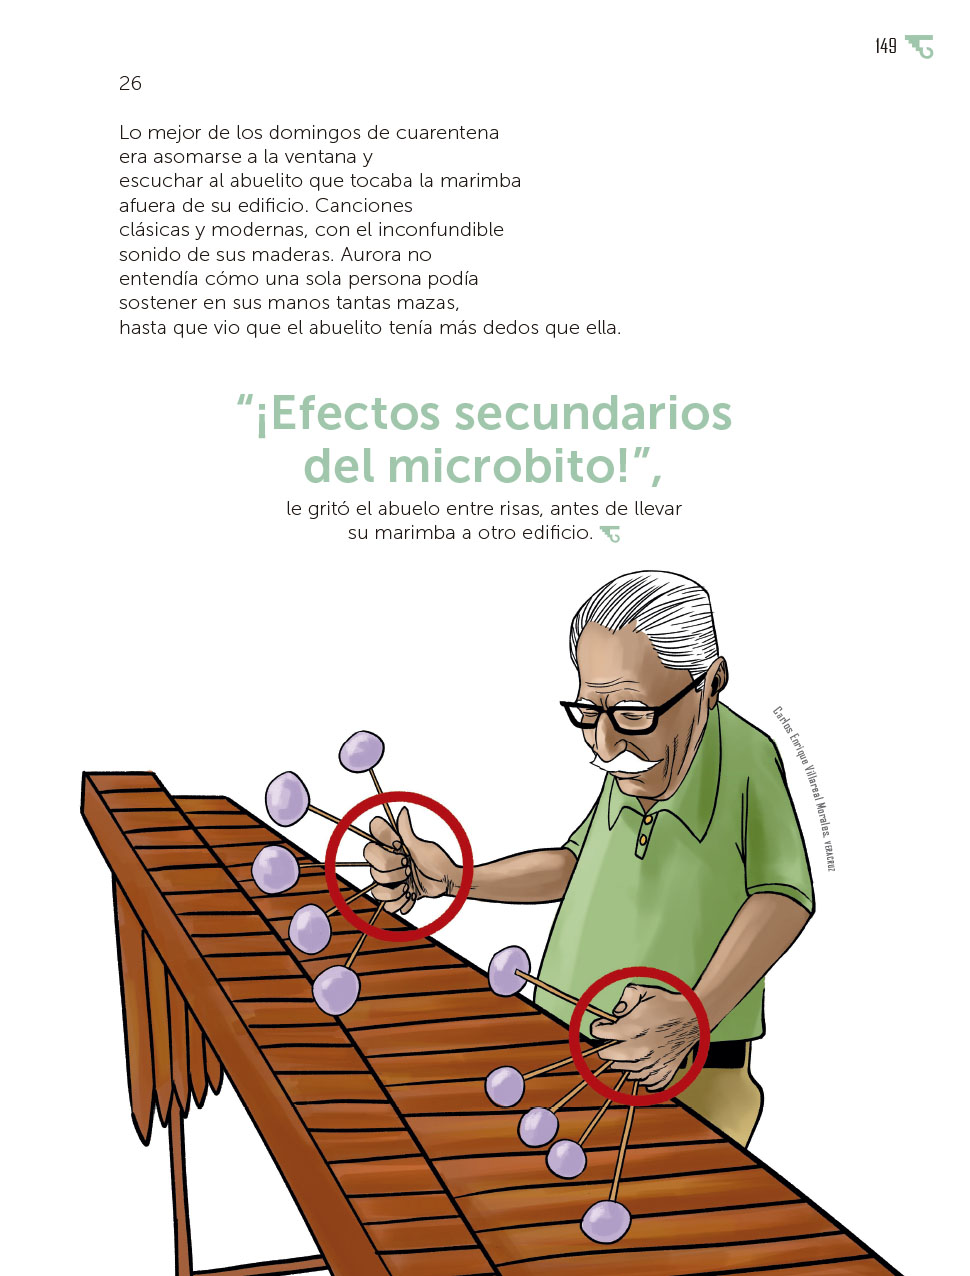 149
26
Lo mejor de los domingos de cuarentena
era asomarse a la ventana y
escuchar al abuelito que tocaba la marimba
afuera de su edificio. Canciones
clásicas y modernas, con el inconfundible
sonido de sus maderas. Aurora no
entendía cómo una sola persona podía
sostener en sus manos tantas mazas,
hasta que vio que el abuelito tenía más dedos que ella.
“¡Efectos secundarios
del microbito!”,
le gritó el abuelo entre risas, antes de llevar
su marimba a otro edificio.
Carlos Enrique Villareal Morales. VERACRUZ